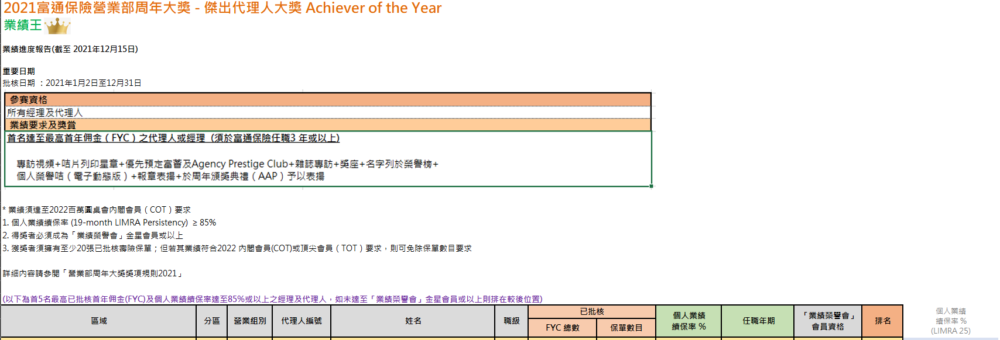 2021富通保險營業部周年大獎 - 傑出代理人大獎 Achiever of the Year
業績王
業績進度報告(截至 2021年12月15日)
重要日期
批核日期 ：2021年1月2日至12月31日
參賽資格
所有經理及代理人
業績要求及獎賞
首名達至最高首年佣金（FYC）之代理人或經理 (須於富通保險任職3 年或以上)
專訪視頻+咭片列印星章+優先預定富薈及Agency Prestige Club+雜誌專訪+獎座+名字列於榮譽榜+
個人榮譽咭（電子動態版）+報章表揚+於周年頒獎典禮（AAP）予以表揚
* 業績須達至2022百萬圓桌會內閣會員（COT）要求
1. 個人業績續保率 (19-month LIMRA Persistency) ≥ 85%
2. 得獎者必須成為「業績榮譽會」金星會員或以上
3. 獲獎者須擁有至少20張已批核壽險保單；但若其業績符合2022 內閣會員(COT)或頂尖會員（TOT）要求，則可免除保單數目要求
詳細內容請參閱「營業部周年大獎獎項規則2021」
(以下為首5名最高已批核首年佣金(FYC)及個人業績續保率達至85%或以上之經理及代理人，如未達至「業績榮譽會」金星會員或以上則排在較後位置)
區域 分區 營業組別 代理人編號 姓名 職級 已批核 FYC 總數 保單數目 個人業績 續保率 % 任職年期 「業績榮譽會」 會員資格 排名
個人業績
續保率 %
(LIMRA 25)